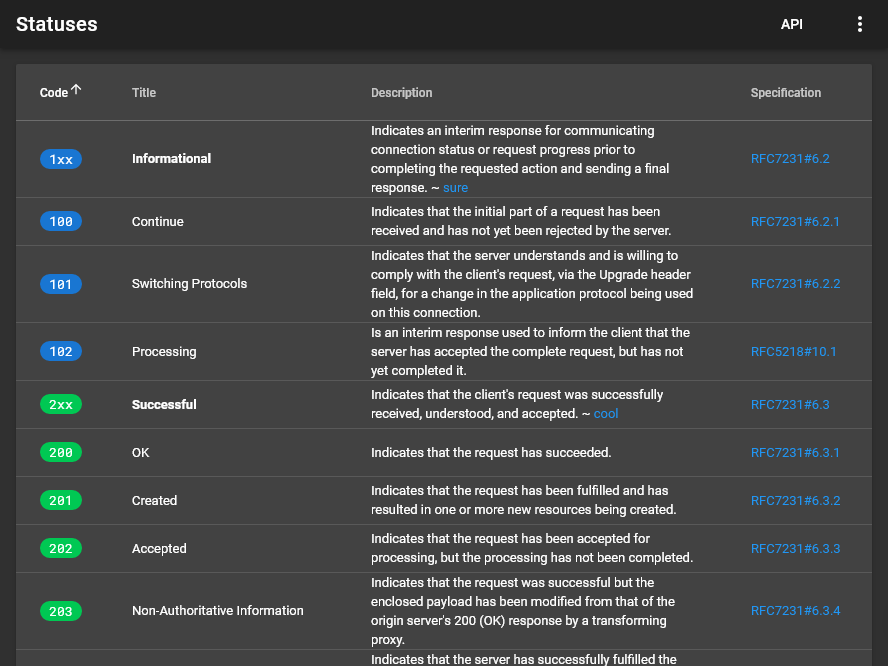 Statuses API
Code Title Description Specification
1xx Informational Indicates an interim response for communicating
connection status or request progress prior to
completing the requested action and sending a final
response. ~ sure RFC7231#6.2
100 Continue Indicates that the initial part of a request has been
received and has not yet been rejected by the server. RFC7231#6.2.1
101 Switching Protocols Indicates that the server understands and is willing to
comply with the client's request, via the Upgrade header
field, for a change in the application protocol being used
on this connection. RFC7231#6.2.2
102 Processing Is an interim response used to inform the client that the
server has accepted the complete request, but has not
yet completed it. RFC5218#10.1
2xx Successful Indicates that the client's request was successfully
received, understood, and accepted. ~ cool RFC7231#6.3
200 OK Indicates that the request has succeeded. RFC7231#6.3.1
201 Created Indicates that the request has been fulfilled and has
resulted in one or more new resources being created. RFC7231#6.3.2
202 Accepted Indicates that the request has been accepted for
processing, but the processing has not been completed. RFC7231#6.3.3
203 Non-Authoritative Information Indicates that the request was successful but the
enclosed payload has been modified from that of the
origin server's 200 (OK) response by a transforming
proxy. RFC7231#6.3.4
Indicates that the server has successfully fulfilled the